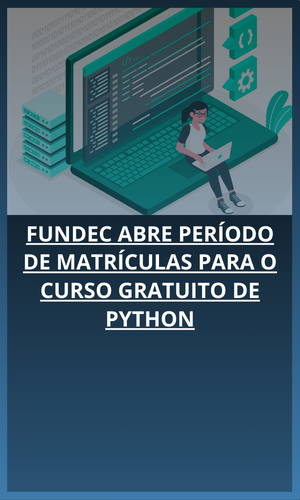 FUNDEC ABRE PERÍODO
DE MATRÍCULAS PARA O
CURSO GRATUITO DE
PYTHON